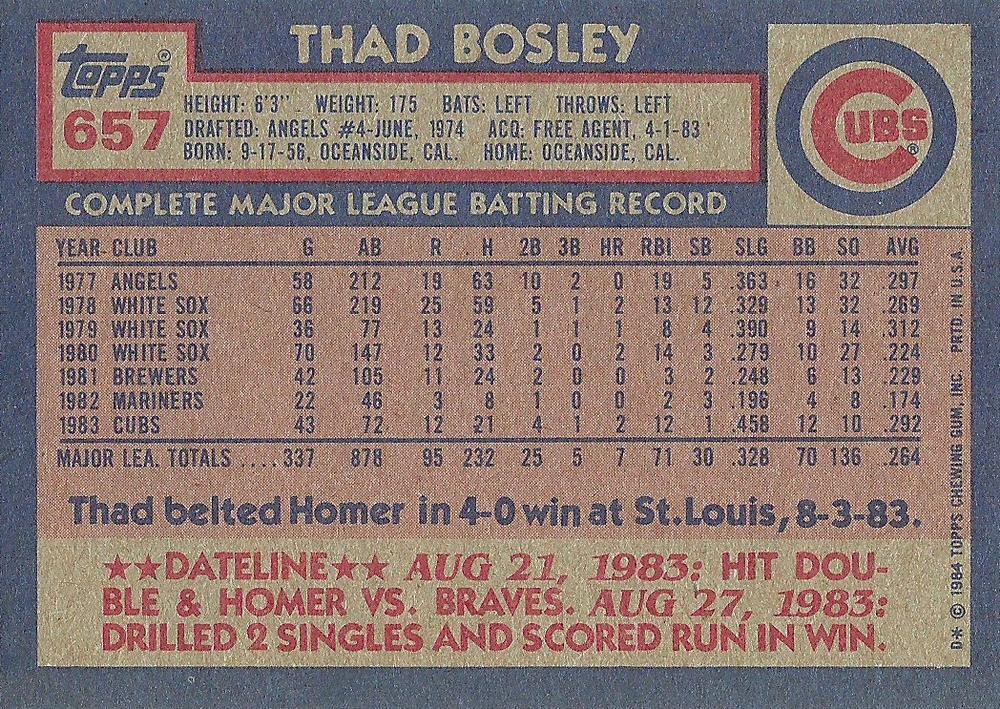 THAD BOSLEY
Topps®
657
HEIGHT: 6'3" WEIGHT: 175 BATS: LEFT THROWS: LEFT
DRAFTED: ANGELS #4-JUNE, 1974 ACQ: FREE AGENT, 4-1-83
BORN: 9-17-56, OCEANSIDE, CAL. HOME: OCEANSIDE, CAL.
CUBS®
COMPLETE MAJOR LEAGUE BATTING RECORD
YEAR CLUB G AB R H 2B 3B HR RBI SB SLG BB SO AVG
1977 ANGELS 58 212 19 63 10 2 0 19 5 .363 16 32 .297
1978 WHITE SOX 66 219 25 59 5 1 2 13 12 .329 13 32 .269
1979 WHITE SOX 36 77 13 24 1 1 1 8 4 .390 9 14 .312
1980 WHITE SOX 70 147 12 33 2 0 2 14 3 .279 10 27 .224
1981 BREWERS 42 105 11 24 2 0 0 3 2 .248 6 13 .229
1982 MARINERS 22 46 3 8 1 0 0 2 3 .196 4 8 .174
1983 CUBS 43 72 12 21 4 1 2 12 1 .458 12 10 .292
MAJOR LEA. TOTALS ....337 878 95 232 25 5 7 71 30 .328 70 136 .264
Thad belted Homer in 4-0 win at St. Louis, 8-3-83.
★★DATELINE★★ AUG 21, 1983: HIT DOU-
BLE & HOMER VS. BRAVES. AUG 27, 1983:
DRILLED 2 SINGLES AND SCORED RUN IN WIN.
D✶ © 1984 TOPPS CHEWING GUM, INC. PRTD. IN U.S.A